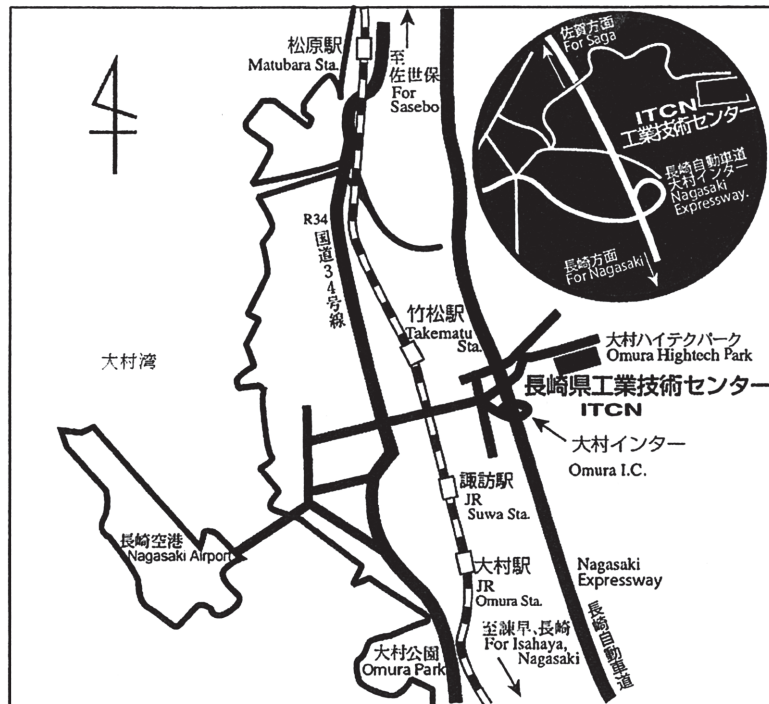 松原駅
Matubara Sta.
至
佐世保
For
Sasebo
佐賀方面
For Saga
ITCN
工業技術センター
長崎自動車道
大村インター
Nagasaki
Expressway.
長崎方面
For Nagasaki
R34
国道34号線
竹松駅
Takematu
Sta.
大村湾
大村ハイテクパーク
Omura Hightech Park
長崎県工業技術センター
ITCN
大村インター
Omura I.C.
諏訪駅
JR
Suwa Sta.
長崎空港
Nagasaki Airport
大村駅
JR
Omura Sta.
Nagasaki
Expressway
長崎自動車道
至諫早、長崎
For Isahaya,
Nagasaki
大村公園
Omura Park